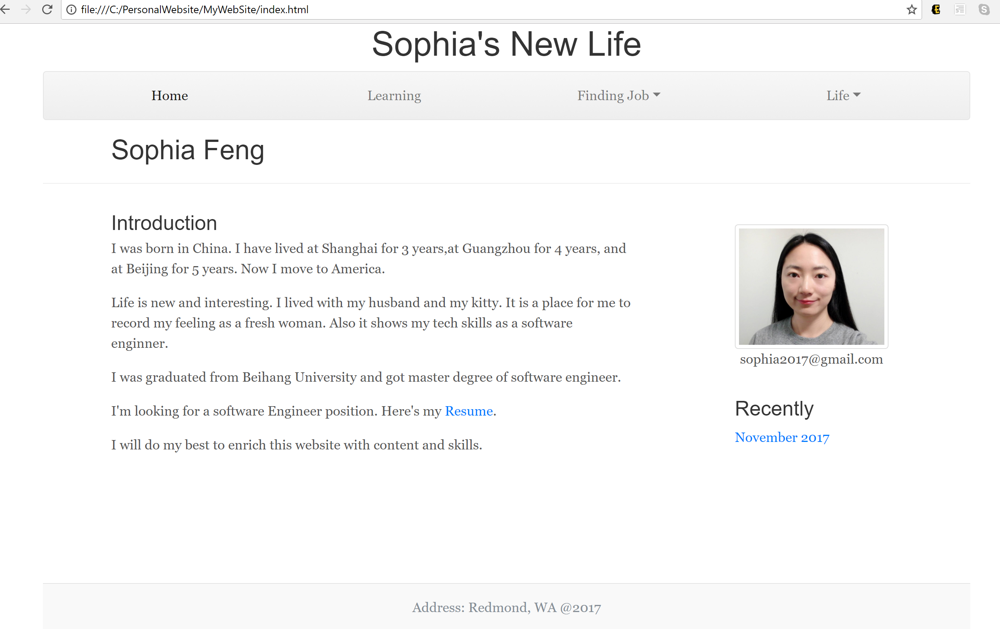 file:///C:/PersonalWebsite/MyWebSite/index.html
Sophia's New Life
Home
Learning
Finding Job
Life
Sophia Feng
Introduction
I was born in China. I have lived at Shanghai for 3 years,at Guangzhou for 4 years, and
at Beijing for 5 years. Now I move to America.
Life is new and interesting. I lived with my husband and my kitty. It is a place for me to
record my feeling as a fresh woman. Also it shows my tech skills as a software
enginner.
I was graduated from Beihang University and got master degree of software engineer.
I'm looking for a software Engineer position. Here's my Resume.
I will do my best to enrich this website with content and skills.
sophia2017@gmail.com
Recently
November 2017
Address: Redmond, WA @2017